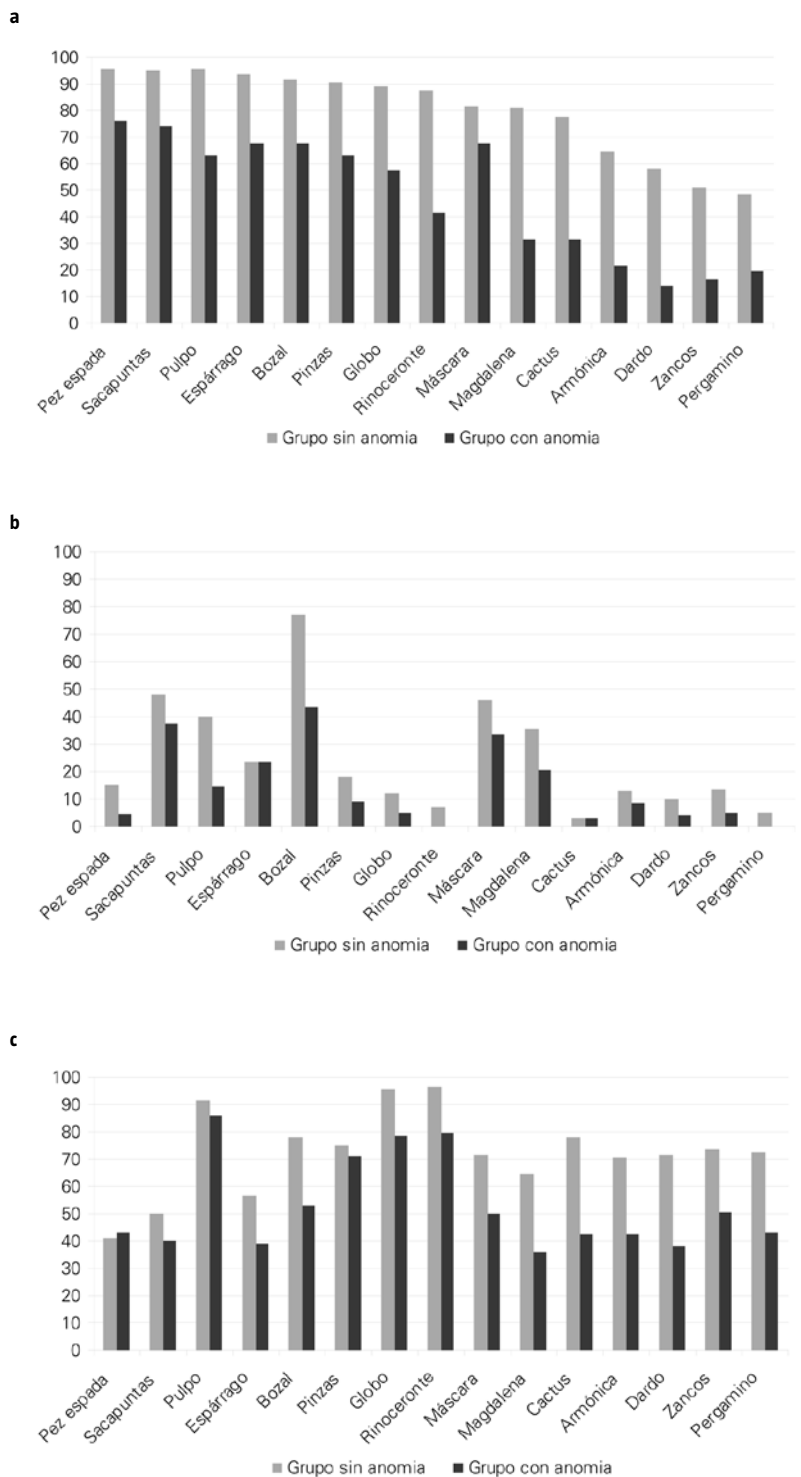 a
100
90
80
70
60
50
40
30
20
10
0
Pez espada
Sacapuntas
Pulpo
Espárrago
Bozal
Pinzas
Globo
Rinoceronte
Máscara
Magdalena
Cactus
Armónica
Dardo
Zancos
Pergamino
Grupo sin anomia Grupo con anomia
b
100
90
80
70
60
50
40
30
20
10
0
Pez espada
Sacapuntas
Pulpo
Espárrago
Bozal
Pinzas
Globo
Rinoceronte
Máscara
Magdalena
Cactus
Armónica
Dardo
Zancos
Pergamino
Grupo sin anomia Grupo con anomia
c
100
90
80
70
60
50
40
30
20
10
0
Pez espada
Sacapuntas
Pulpo
Espárrago
Bozal
Pinzas
Globo
Rinoceronte
Máscara
Magdalena
Cactus
Armónica
Dardo
Zancos
Pergamino
Grupo sin anomia Grupo con anomia